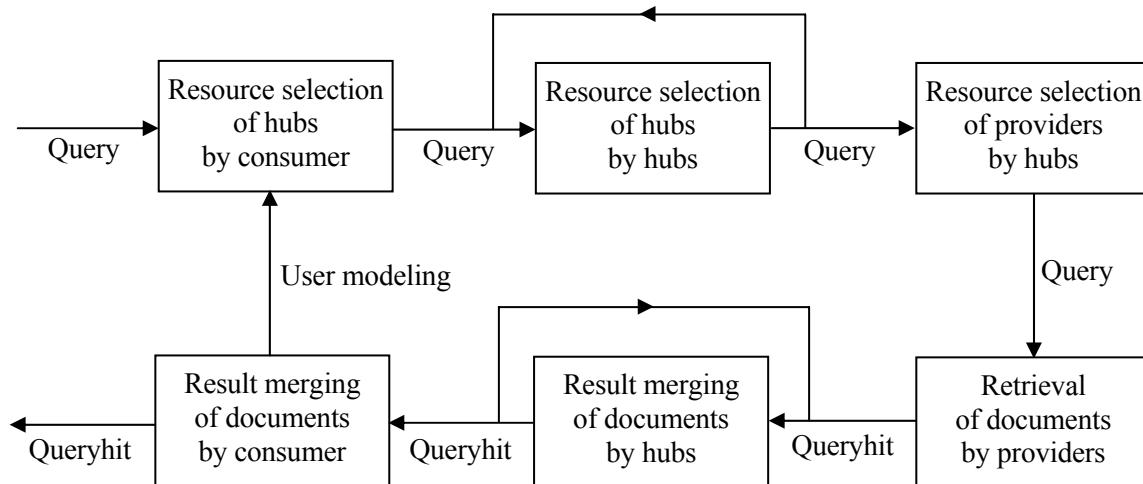 Resource selection
of hubs
by consumer
Resource selection
of hubs
by hubs
Resource selection
of providers
by hubs
Query
Query
Query
User modeling
Query
Result merging
of documents
by consumer
Result merging
of documents
by hubs
Retrieval
of documents
by providers
Queryhit
Queryhit
Queryhit